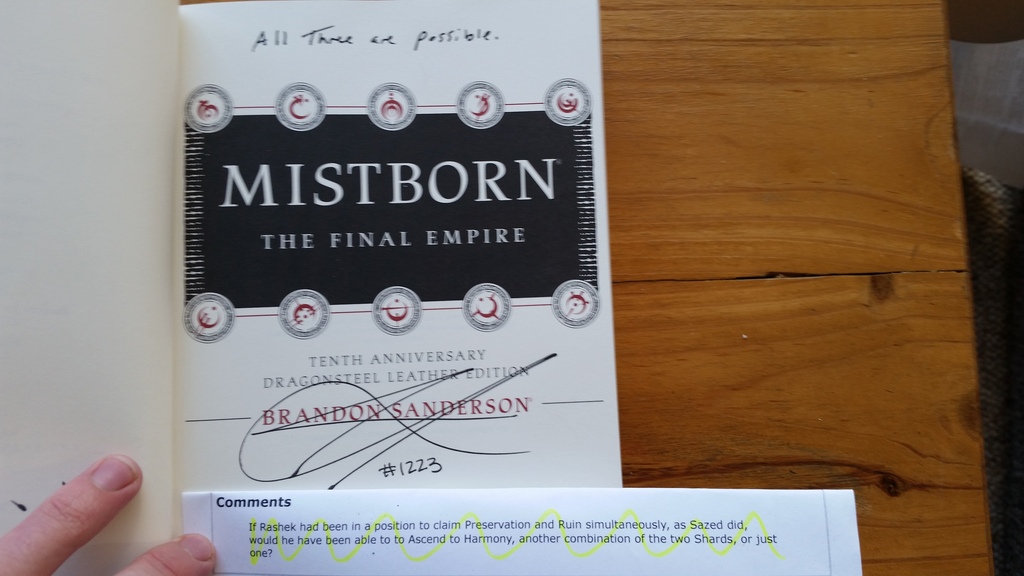 All Three are possible.
MISTBORN
THE FINAL EMPIRE
TENTH ANNIVERSARY
DRAGONSTEEL LEATHER EDITION
BRANDON SANDERSON
#1223
Comments
If Rashek had been in a position to claim Preservation and Ruin simultaneously, as Sazed did,
would he have been able to to Ascend to Harmony, another combination of the two Shards, or just
one?